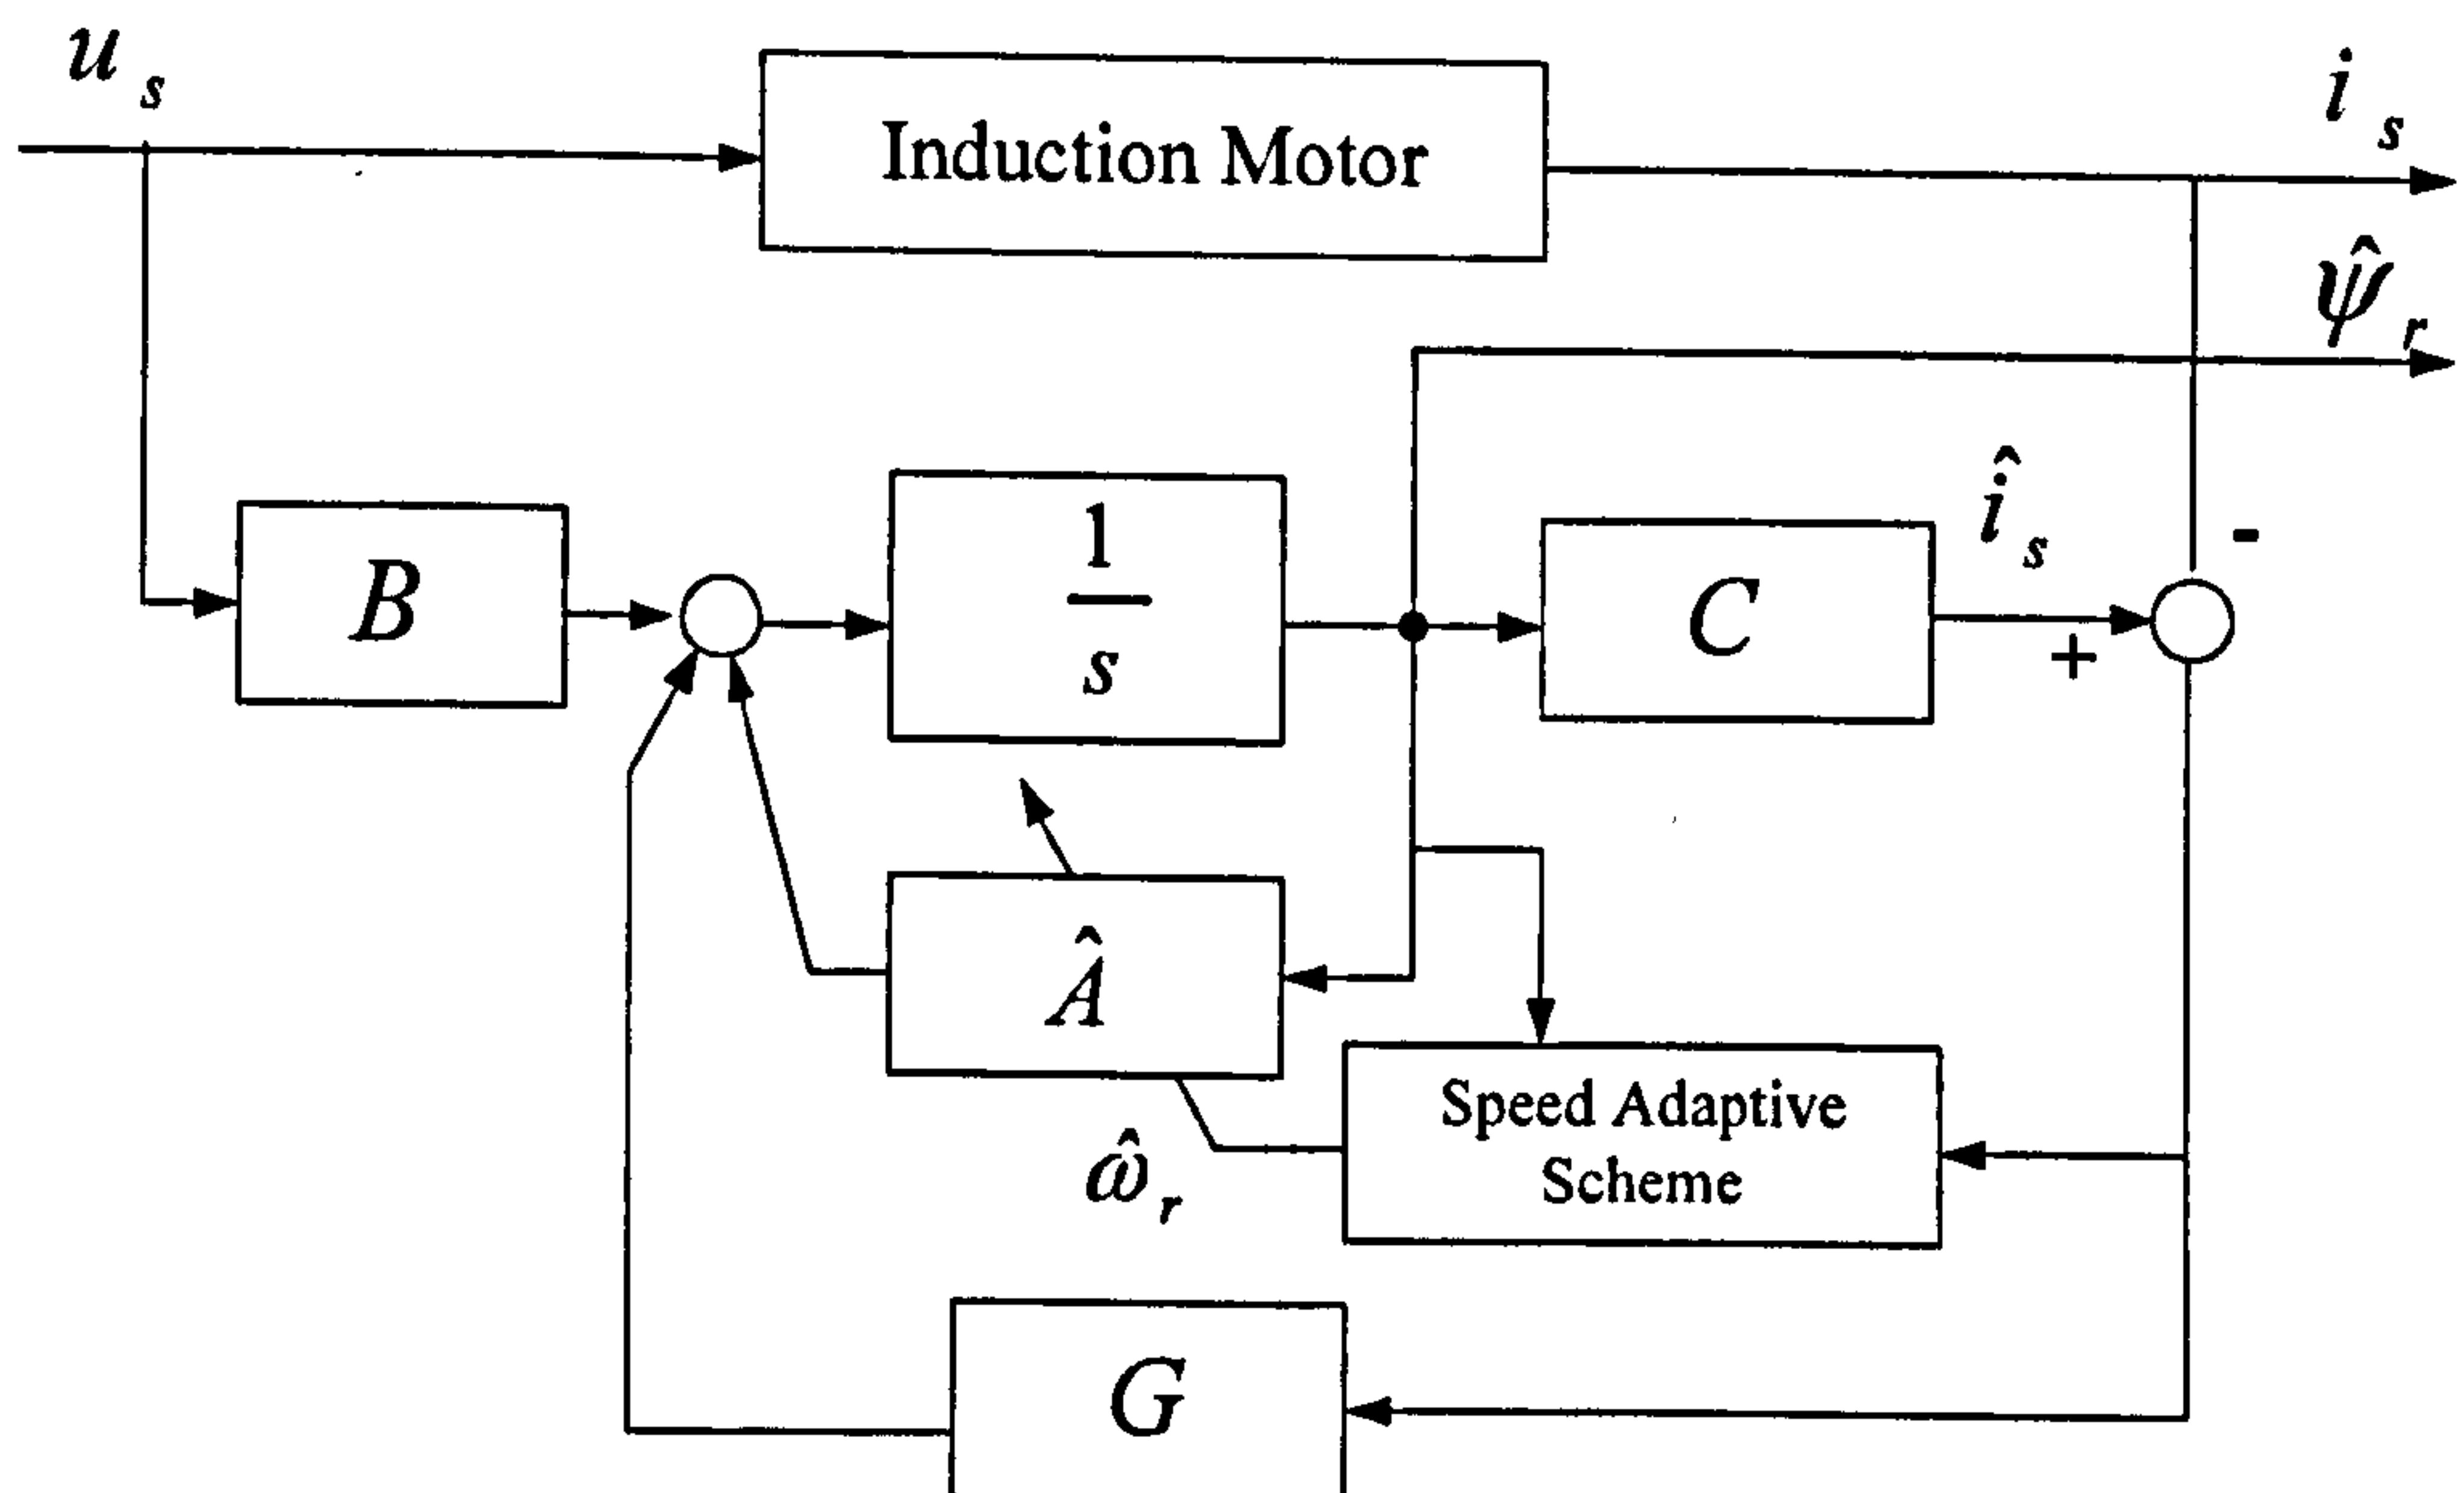 u s
Induction Motor
i s
ψ̂ r
B
1
s
C
î s
-
+
Â
Speed Adaptive
Scheme
ω̂ r
G